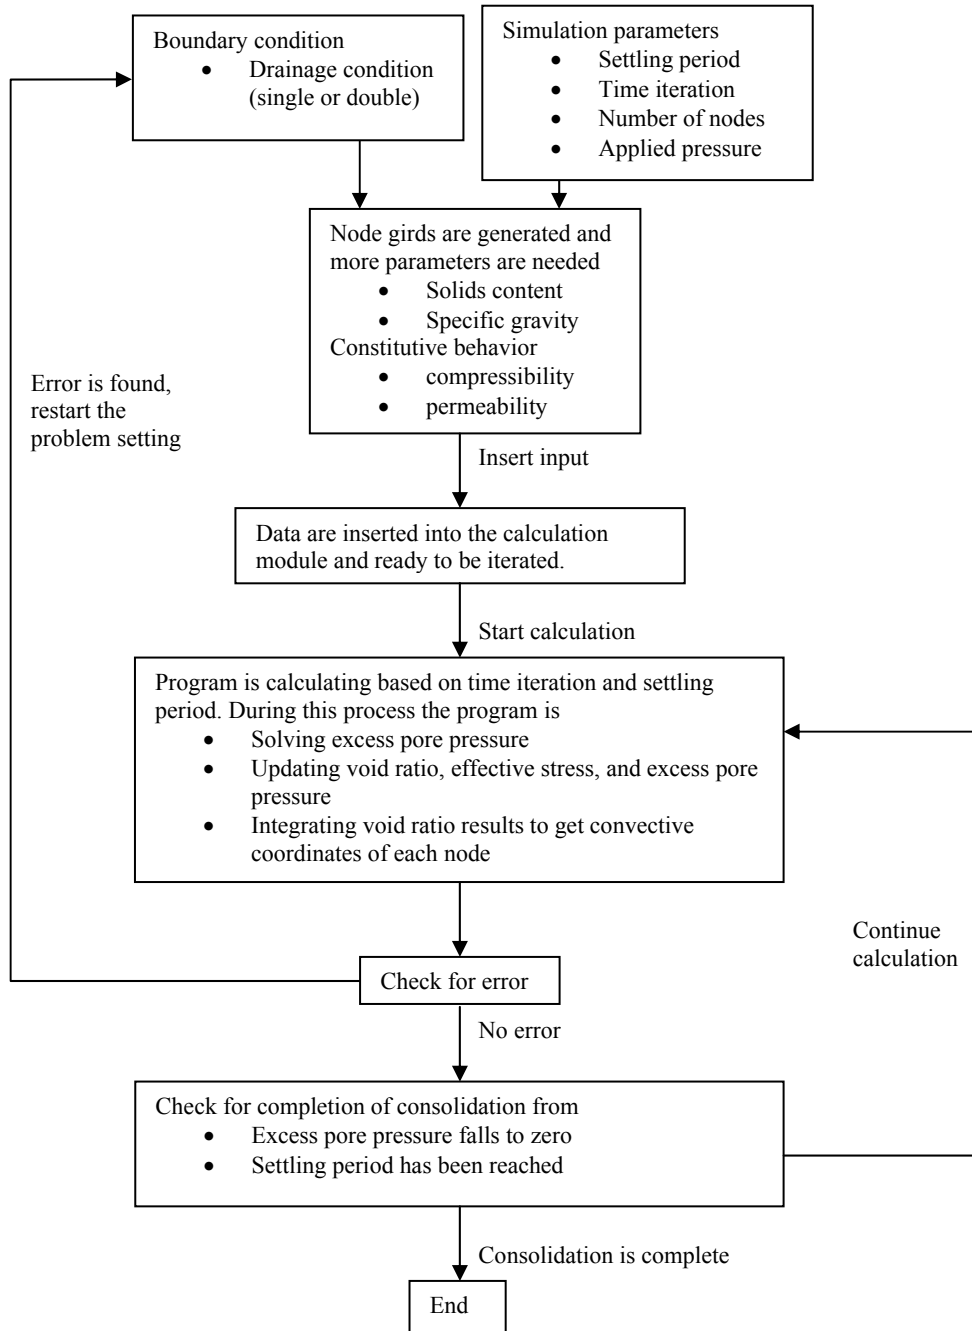 Boundary condition
• Drainage condition
(single or double)
Simulation parameters
• Settling period
• Time iteration
• Number of nodes
• Applied pressure
Node girds are generated and
more parameters are needed
• Solids content
• Specific gravity
Constitutive behavior
• compressibility
• permeability
Error is found,
restart the
problem setting
Insert input
Data are inserted into the calculation
module and ready to be iterated.
Start calculation
Program is calculating based on time iteration and settling
period. During this process the program is
• Solving excess pore pressure
• Updating void ratio, effective stress, and excess pore
pressure
• Integrating void ratio results to get convective
coordinates of each node
Continue
calculation
Check for error
No error
Check for completion of consolidation from
• Excess pore pressure falls to zero
• Settling period has been reached
Consolidation is complete
End